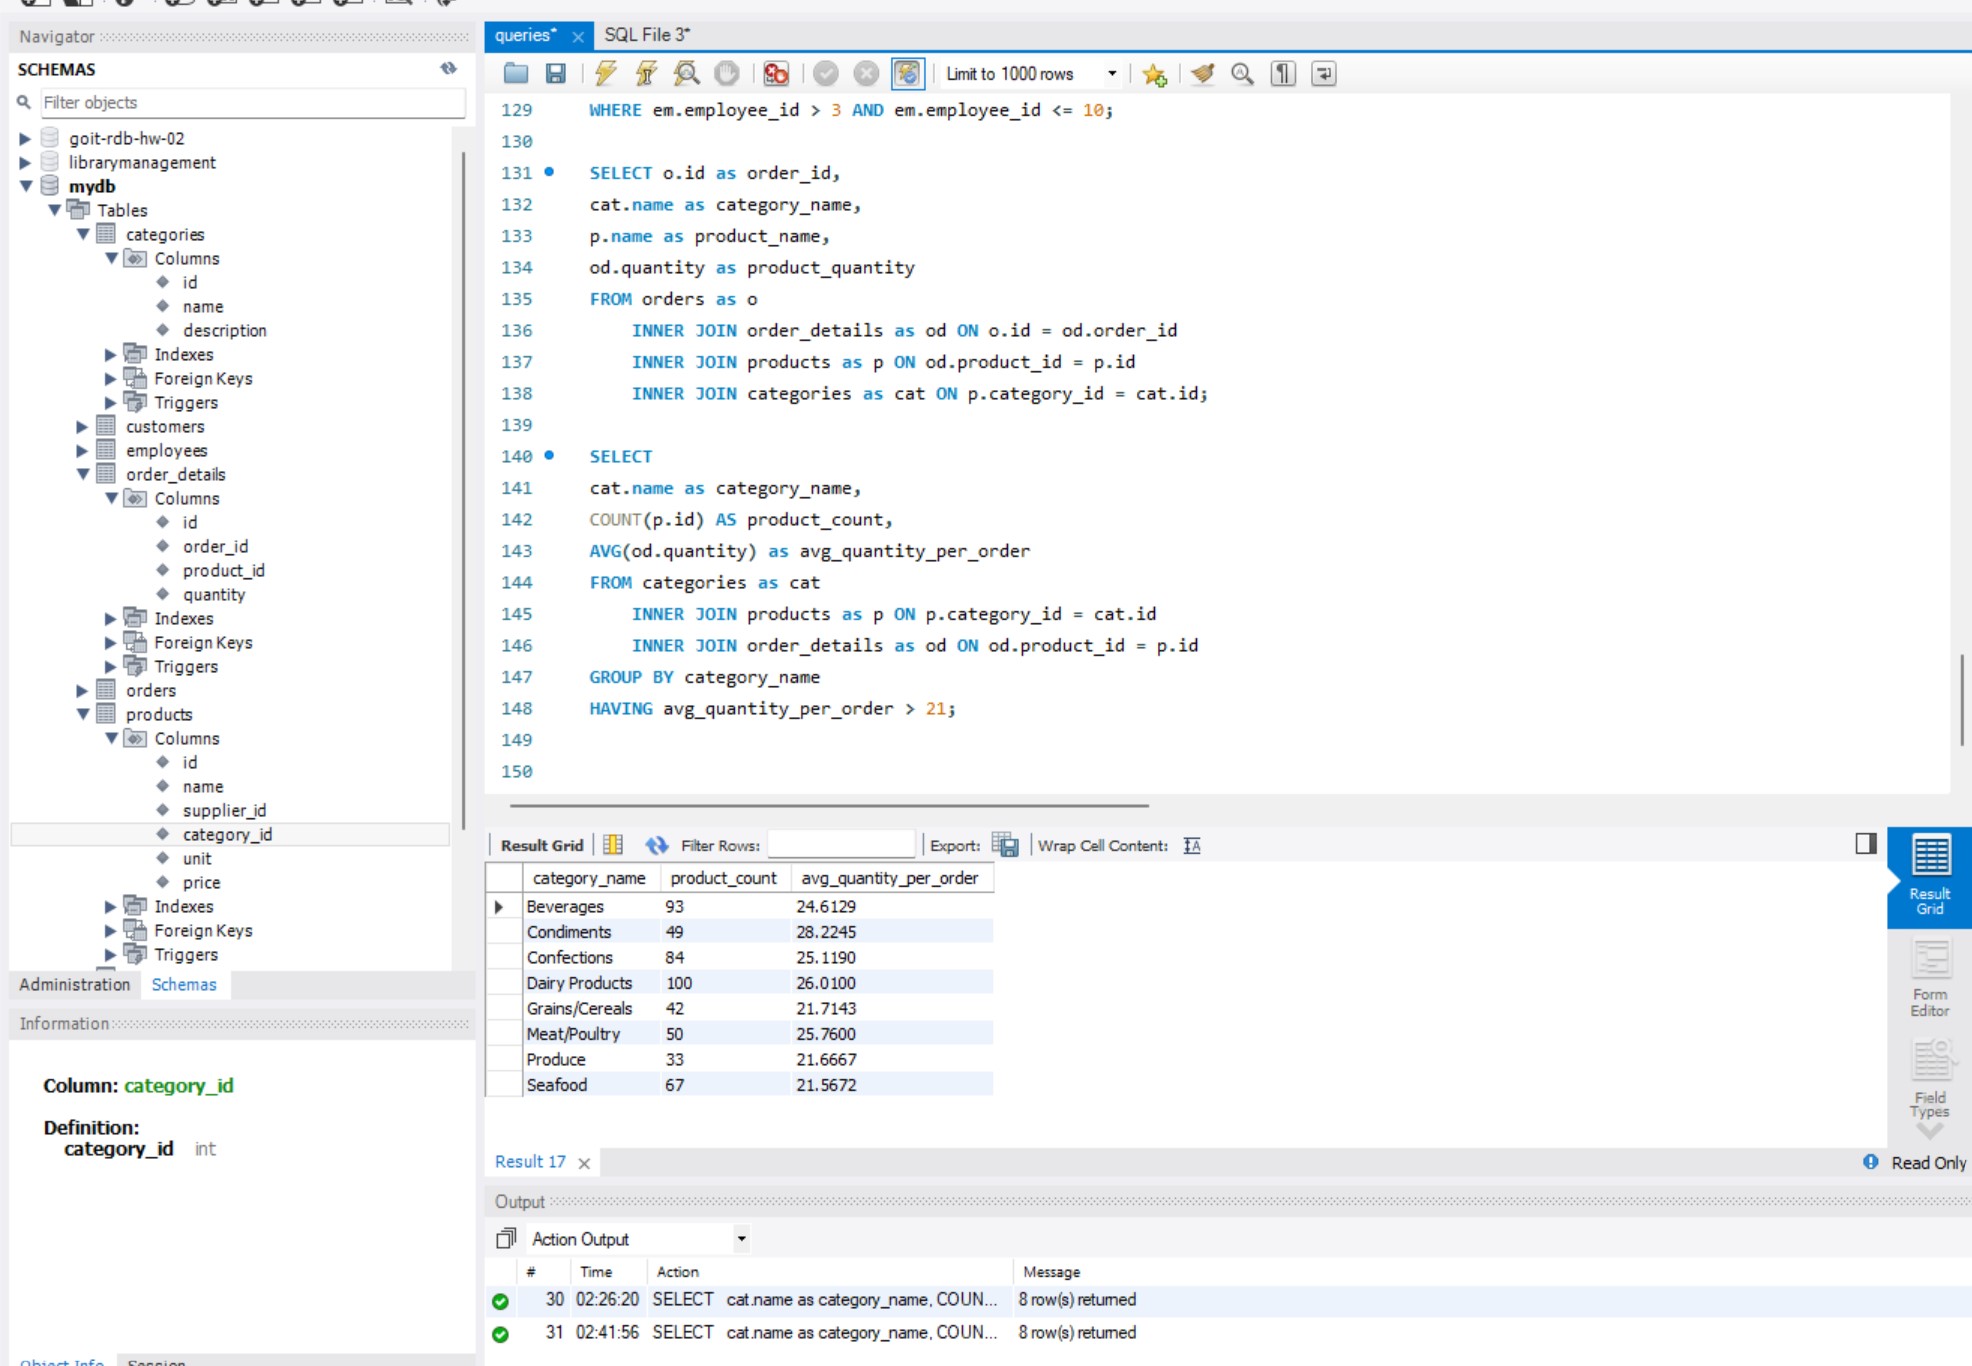 Navigator
SCHEMAS
Filter objects
goit-rdb-hw-02
librarymanagement
mydb
Tables
categories
Columns
id
name
description
Indexes
Foreign Keys
Triggers
customers
employees
order_details
Columns
id
order_id
product_id
quantity
Indexes
Foreign Keys
Triggers
orders
products
Columns
id
name
supplier_id
category_id
unit
price
Indexes
Foreign Keys
Triggers
Administration Schemas
Information
Column: category_id
Definition:
category_id int
Object Info Session
queries* SQL File 3*
Limit to 1000 rows
129 WHERE em.employee_id > 3 AND em.employee_id <= 10;
130
131 SELECT o.id as order_id,
132 cat.name as category_name,
133 p.name as product_name,
134 od.quantity as product_quantity
135 FROM orders as o
136 INNER JOIN order_details as od ON o.id = od.order_id
137 INNER JOIN products as p ON od.product_id = p.id
138 INNER JOIN categories as cat ON p.category_id = cat.id;
139
140 SELECT
141 cat.name as category_name,
142 COUNT(p.id) AS product_count,
143 AVG(od.quantity) as avg_quantity_per_order
144 FROM categories as cat
145 INNER JOIN products as p ON p.category_id = cat.id
146 INNER JOIN order_details as od ON od.product_id = p.id
147 GROUP BY category_name
148 HAVING avg_quantity_per_order > 21;
149
150
Result Grid Filter Rows: Export: Wrap Cell Content:
category_name product_count avg_quantity_per_order
Beverages 93 24.6129
Condiments 49 28.2245
Confections 84 25.1190
Dairy Products 100 26.0100
Grains/Cereals 42 21.7143
Meat/Poultry 50 25.7600
Produce 33 21.6667
Seafood 67 21.5672
Result
Grid
Form
Editor
Field
Types
Result 17
Read Only
Output
Action Output
# Time Action Message
30 02:26:20 SELECT cat.name as category_name, COUN... 8 row(s) returned
31 02:41:56 SELECT cat.name as category_name, COUN... 8 row(s) returned